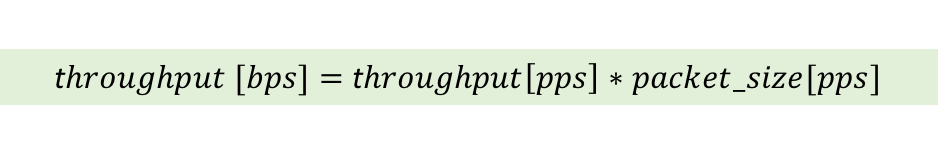 throughput [bps] = throughput[pps] * packet_size[pps]